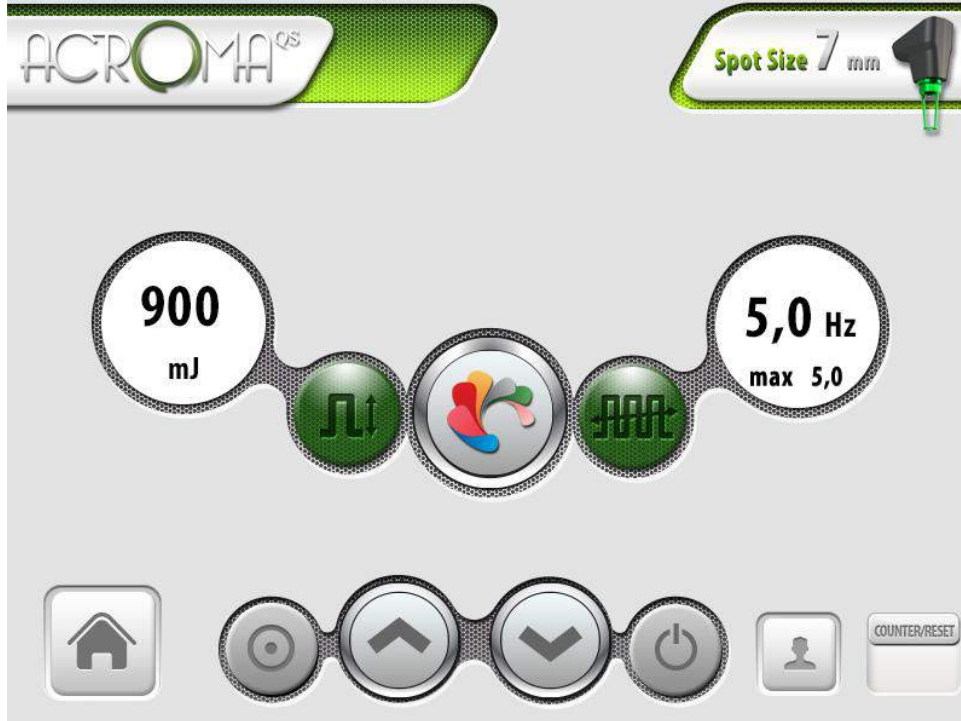 ACROMA QS
Spot Size 7 mm
900
mJ
5,0 Hz
max 5,0
COUNTER/RESET